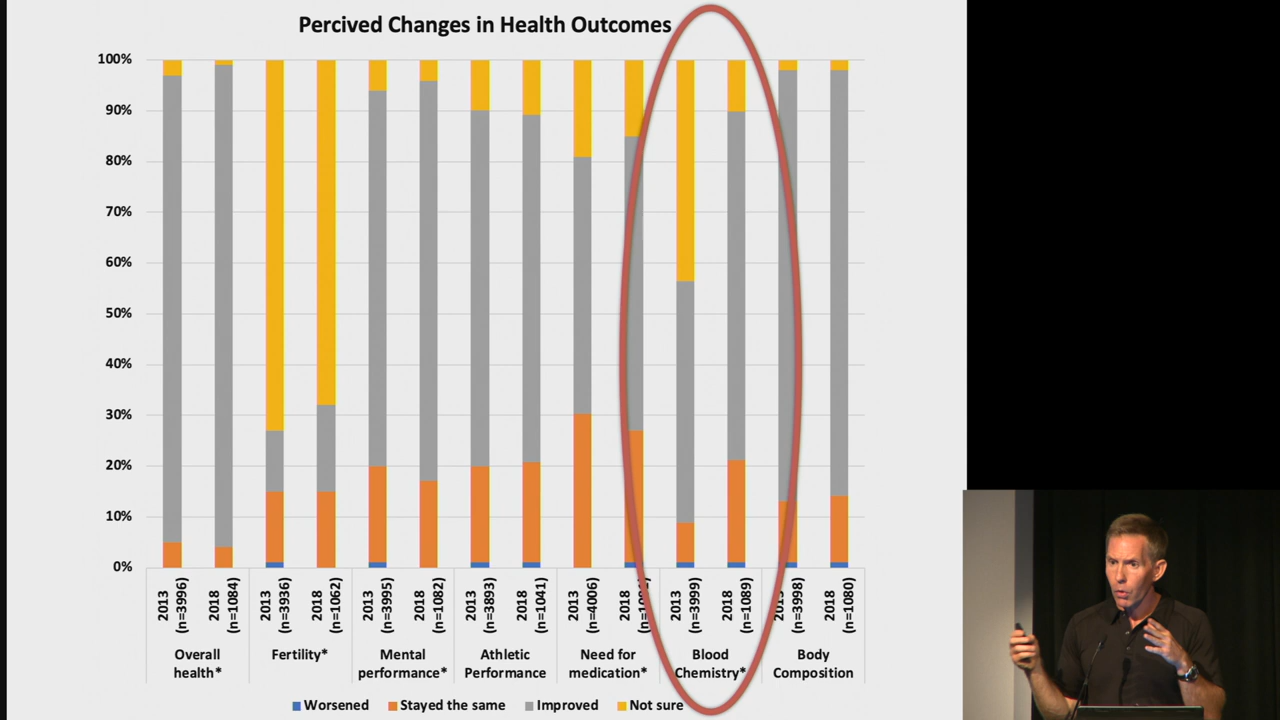 Percived Changes in Health Outcomes
100%
90%
80%
70%
60%
50%
40%
30%
20%
10%
0%
2013
(n=3996)
2018
(n=1084)
2013
(n=3936)
2018
(n=1062)
2013
(n=3995)
2018
(n=1082)
2013
(n=3893)
2018
(n=1041)
2013
(n=4006)
2018
2013
(n=3999)
2018
(n=1089)
2013
(n=3998)
2018
(n=1080)
Overall
health*
Fertility*
Mental
performance*
Athletic
Performance
Need for
medication*
Blood
Chemistry*
Body
Composition
Worsened Stayed the same Improved Not sure